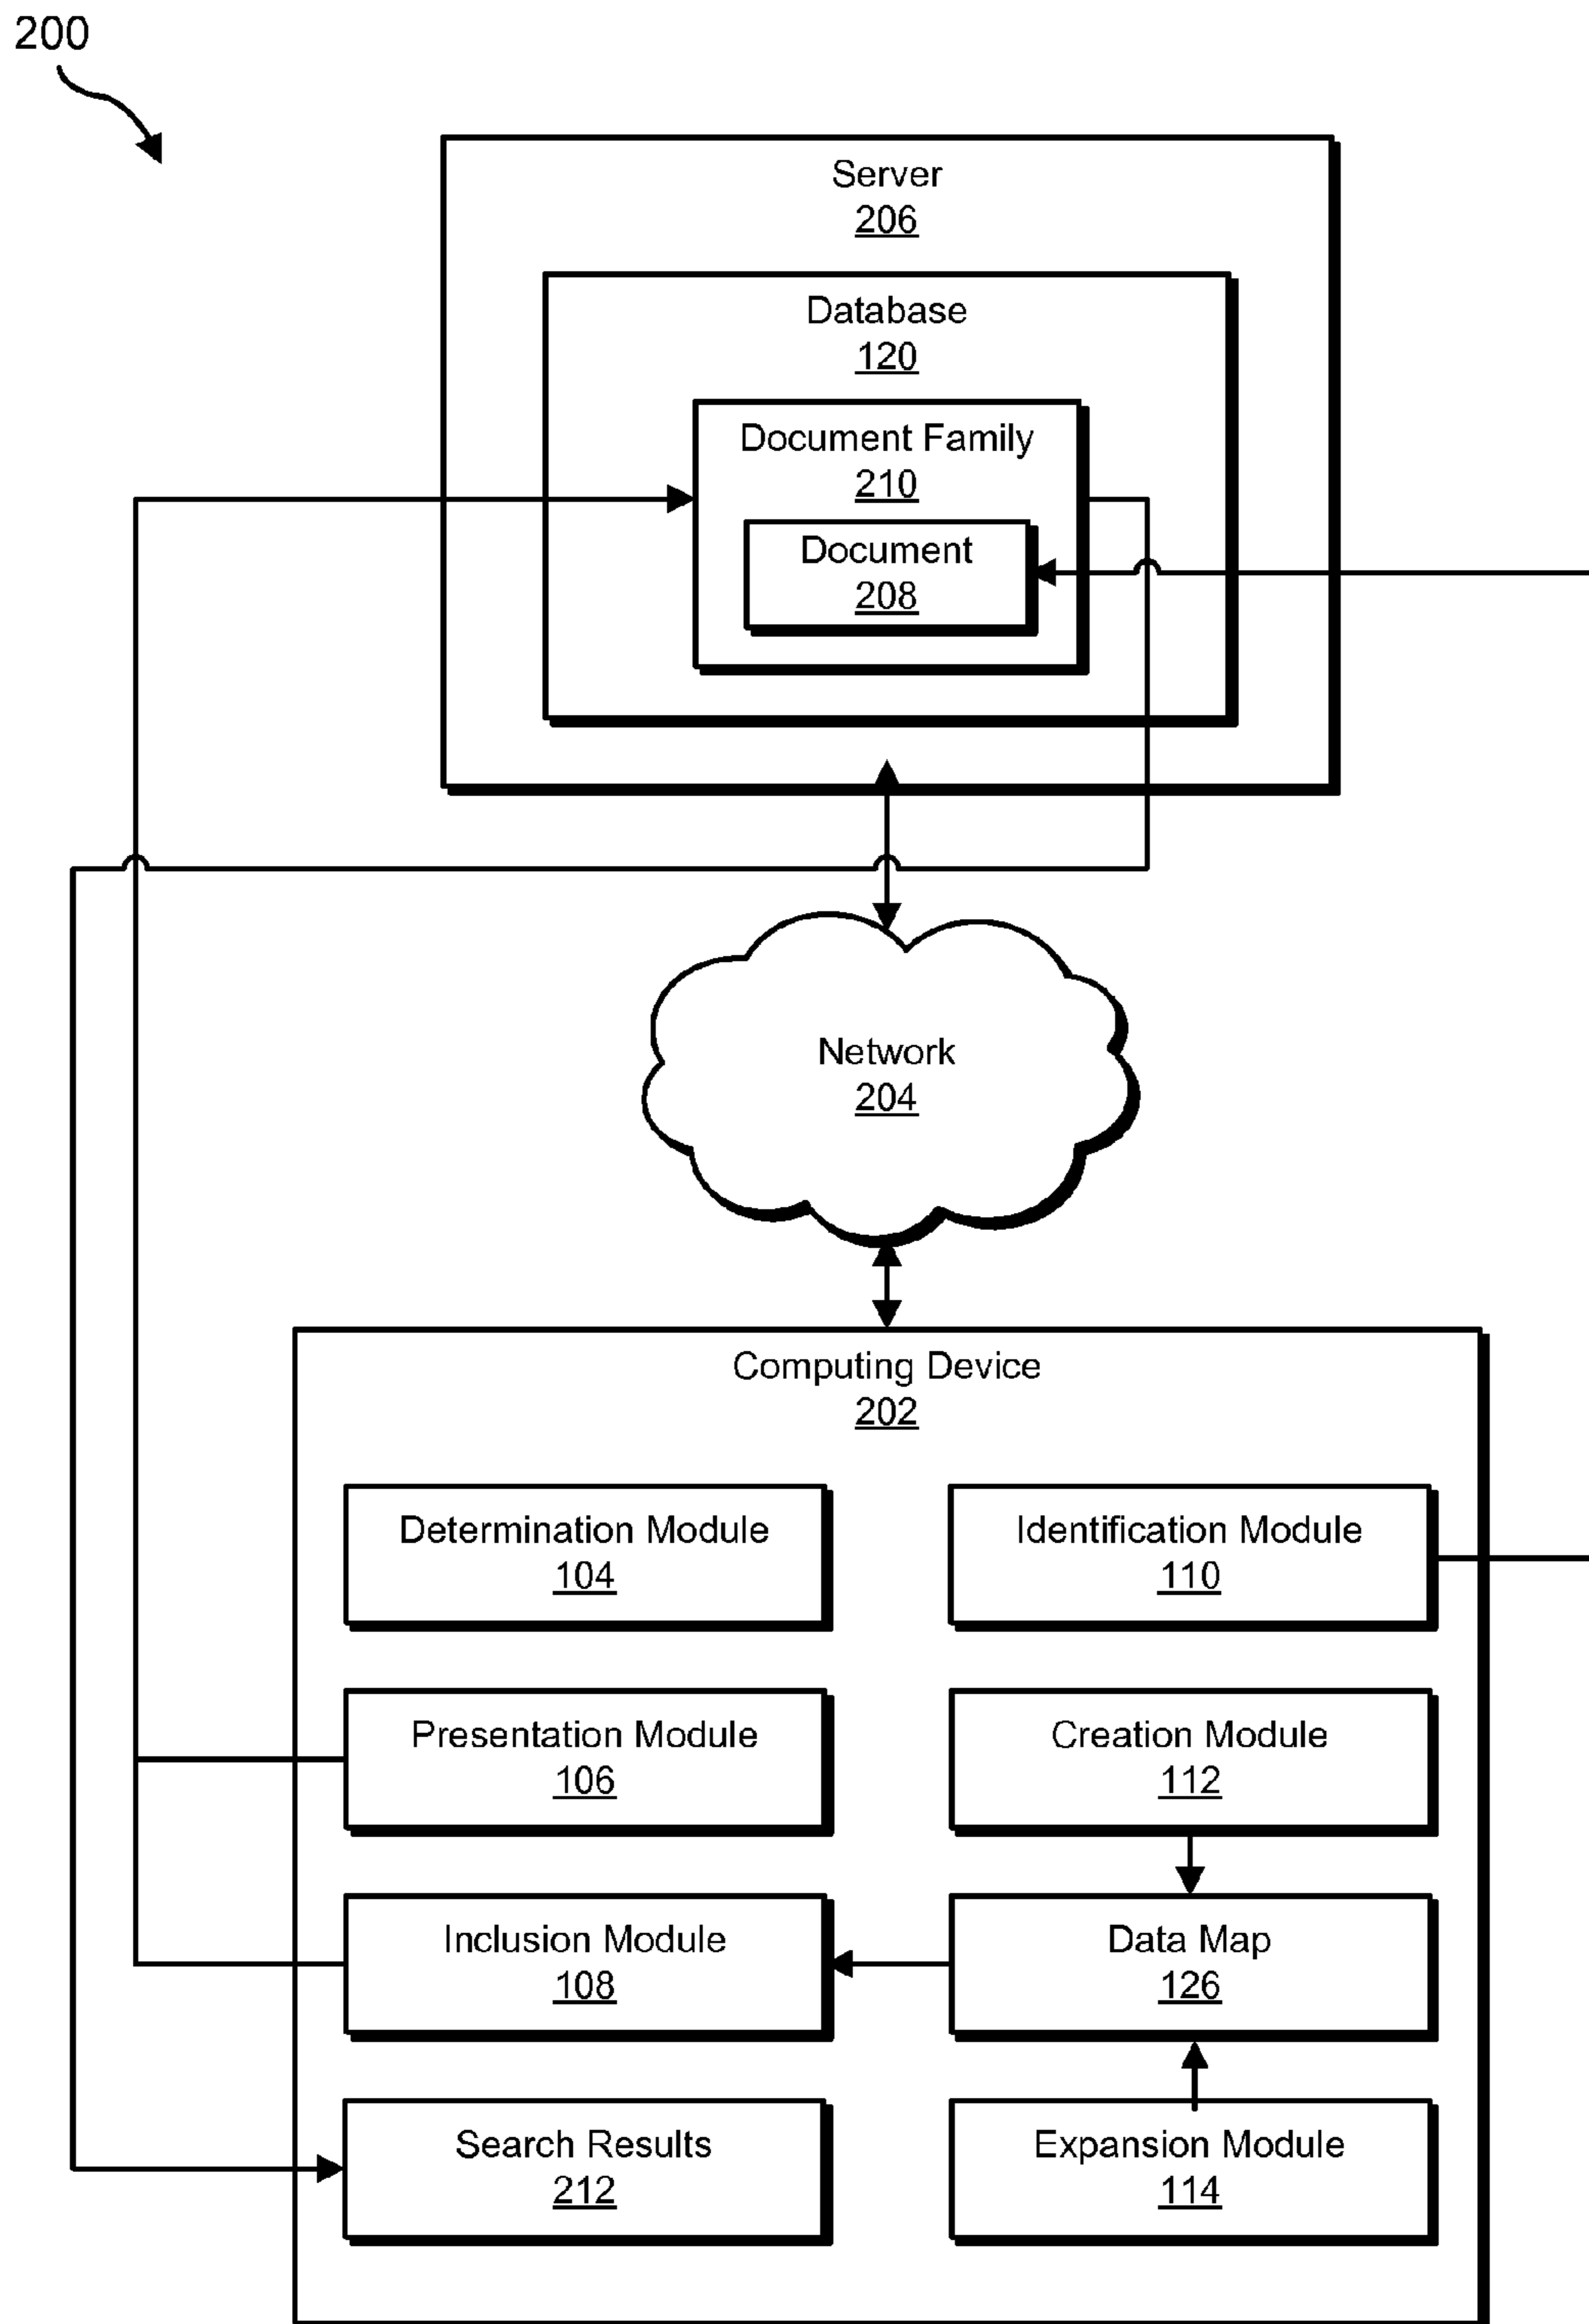 200
Server
206
Database
120
Document Family
210
Document
208
Network
204
Computing Device
202
Determination Module
104
Identification Module
110
Presentation Module
106
Creation Module
112
Inclusion Module
108
Data Map
126
Search Results
212
Expansion Module
114